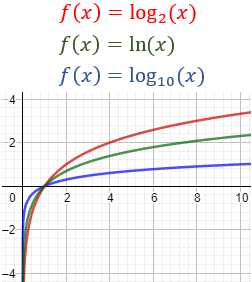 f(x) = log₂(x)
f(x) = ln(x)
f(x) = log₁₀(x)
4
2
0 2 4 6 8 10
−2
−4